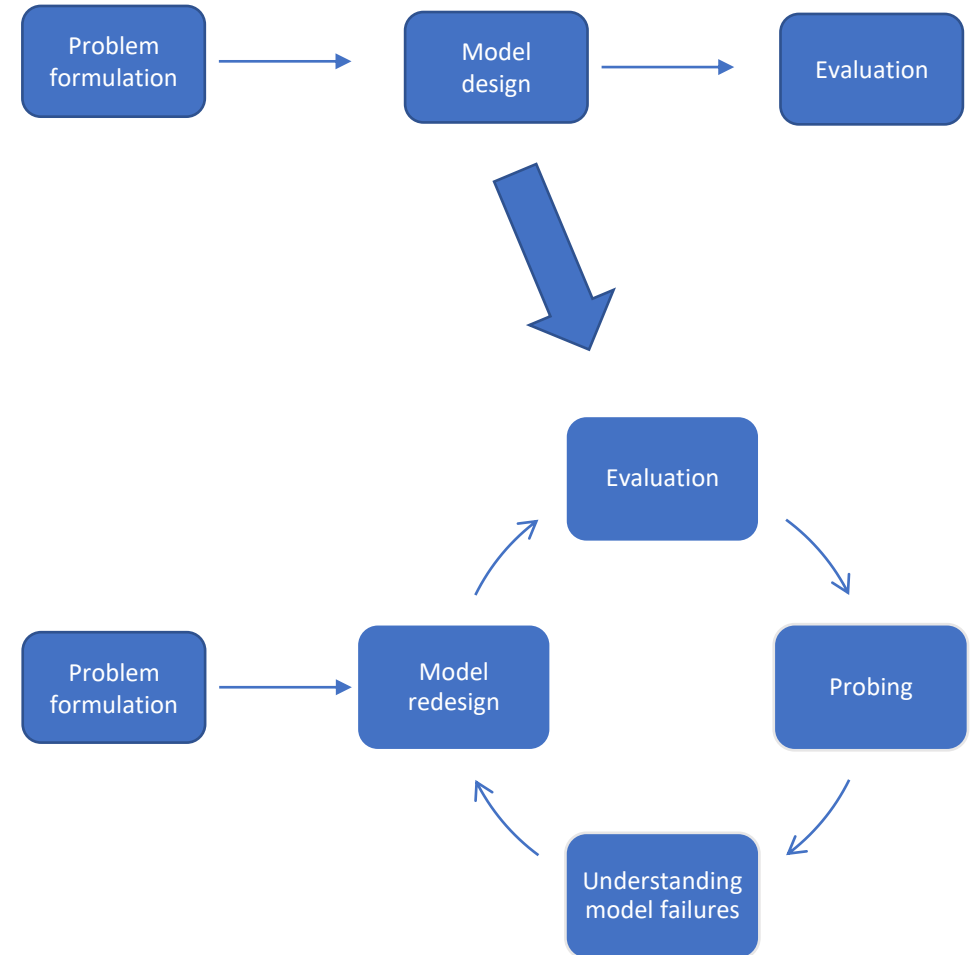 Problem
formulation
Model
design
Evaluation
Evaluation
Problem
formulation
Model
redesign
Probing
Understanding
model failures